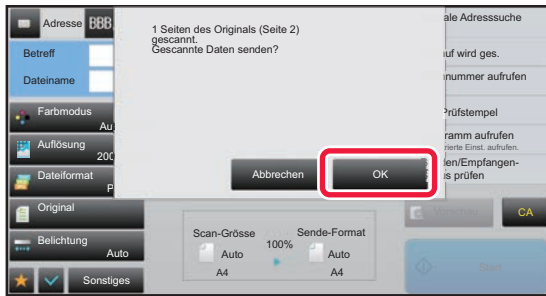 Adresse BBB
Betreff
Dateiname
Farbmodus
Au
Auflösung
200
Dateiformat
P
Original
Belichtung
Auto
Sonstiges
1 Seiten des Originals (Seite 2)
gescannt.
Gescannte Daten senden?
Abbrechen
OK
Scan-Grösse
Auto
A4
100%
Sende-Format
Auto
A4
ale Adresssuche
uf wird ges.
nummer aufrufen
Prüfstempel
ramm aufrufen
rierte Einst. aufrufen.
en/Empfangen-
s prüfen
Vorschau
CA
Start